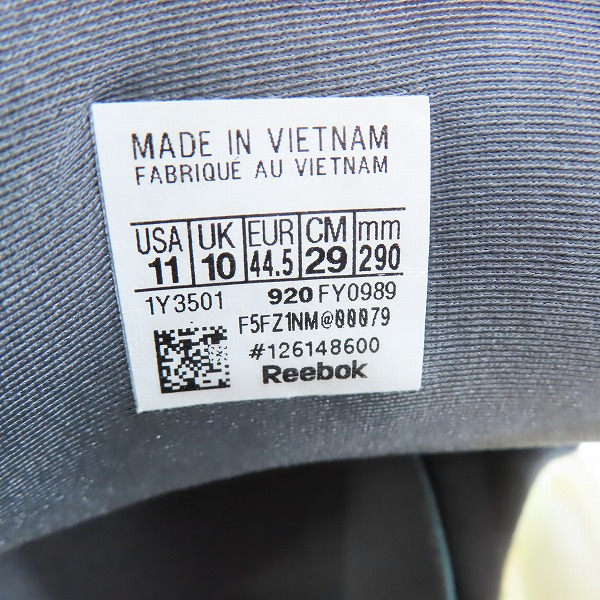 MADE IN VIETNAM
FABRIQUÉ AU VIETNAM
USA UK EUR CM mm
11 10 44.5 29 290
1Y3501 920 FY0989
F5FZ1NM@00079
#126148600
Reebok